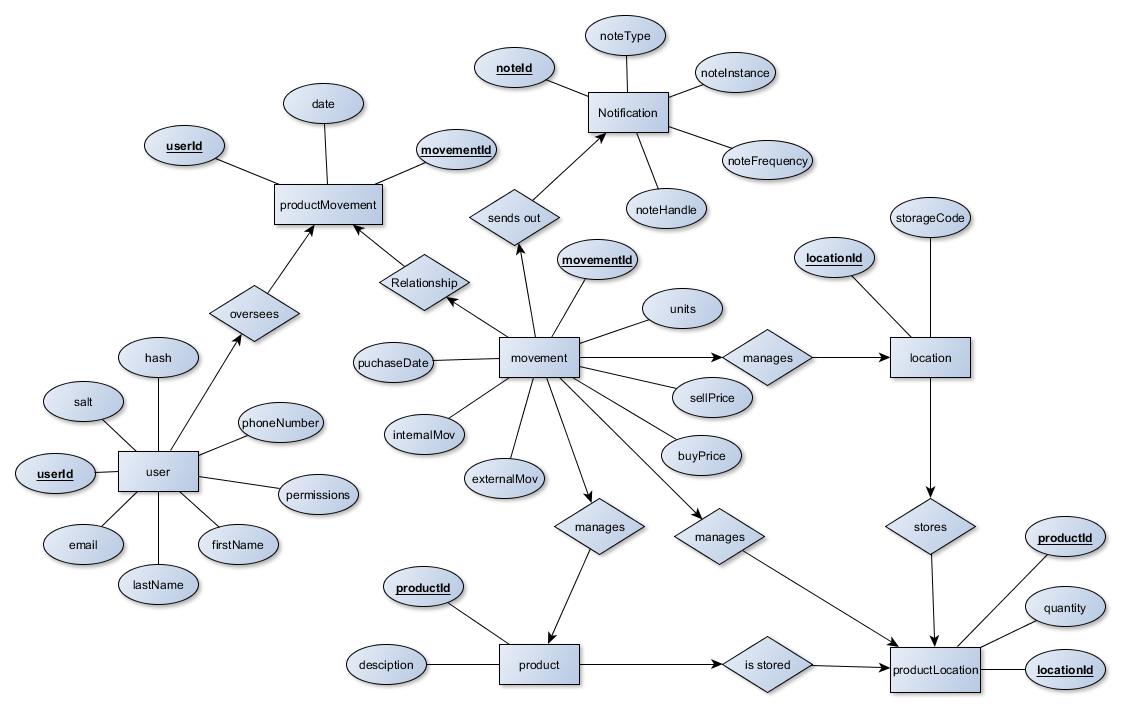 noteType
noteId
noteInstance
Notification
date
userId
movementId
noteFrequency
productMovement
noteHandle
sends out
storageCode
movementId
locationId
Relationship
oversees
units
hash
puchaseDate
movement
manages
location
salt
sellPrice
phoneNumber
internalMov
buyPrice
userId
user
externalMov
permissions
manages
manages
stores
email
firstName
productId
lastName
productId
quantity
desciption
product
is stored
productLocation
locationId